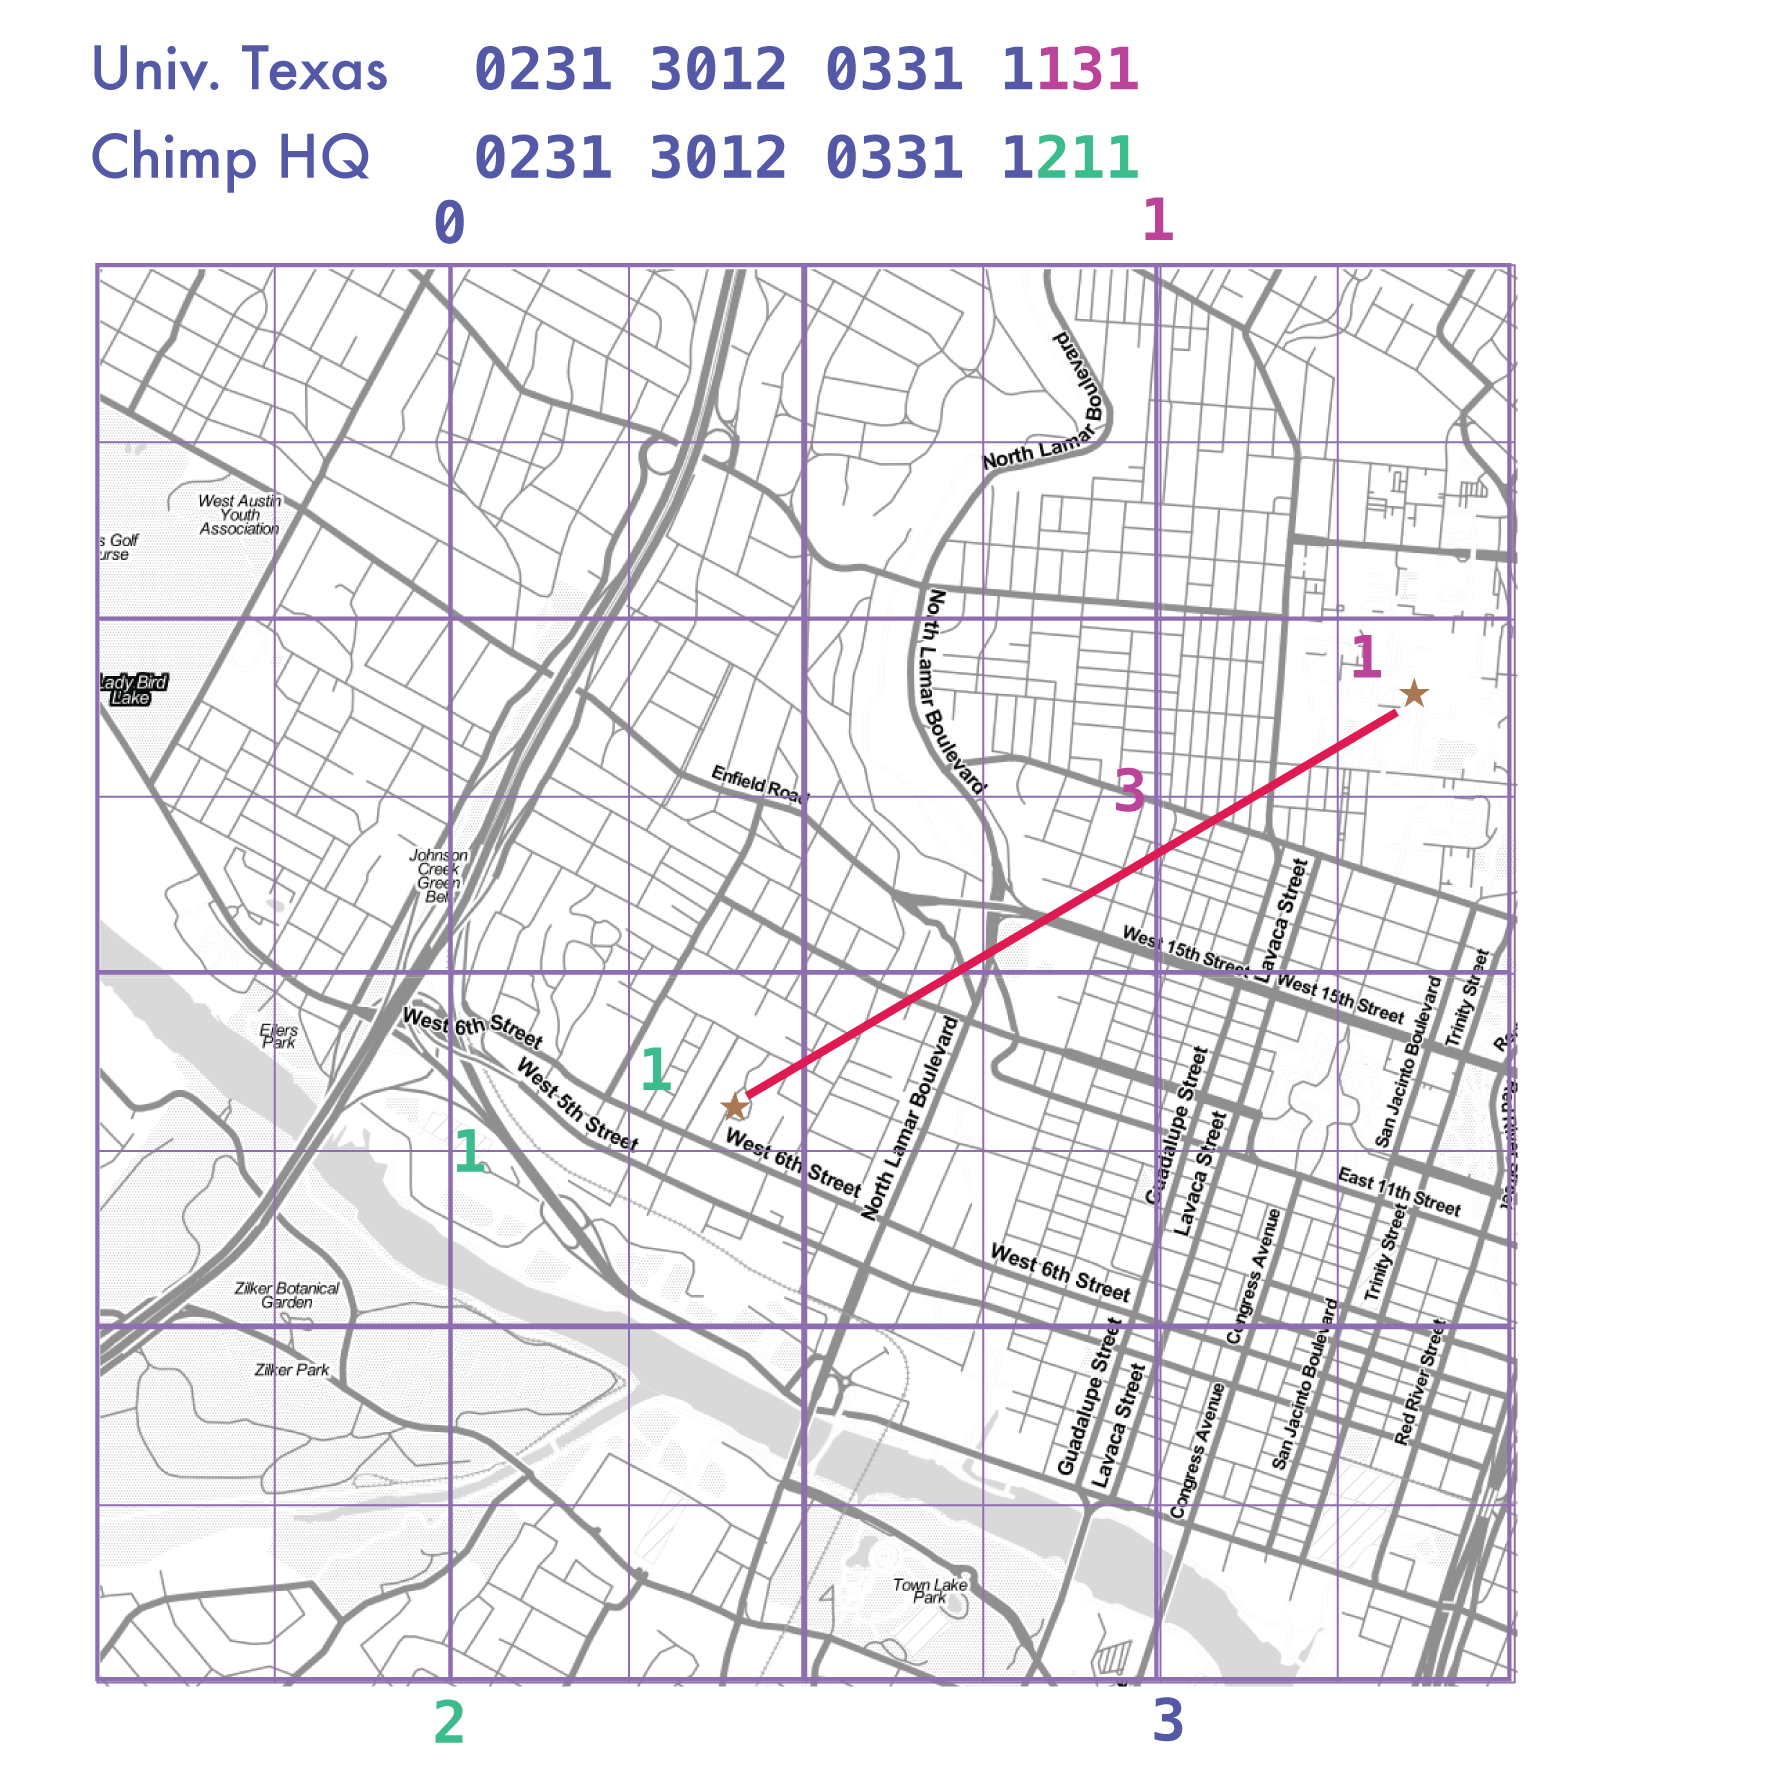 Univ. Texas 0231 3012 0331 1131
Chimp HQ 0231 3012 0331 1211
0 1
North Lamar Boulevard
West Austin
Youth
Association
s Golf
urse
1
Lady Bird
Lake
North Lamar Boulevard
Enfield Road
3
Johnson
Creek
Green
Belt
Lavaca Street
West 15th Street
West 15th Street
Trinity Street
San Jacinto Boulevard
Eilers
Park
West 6th Street
West 5th Street
1
1
West 6th Street
North Lamar Boulevard
Guadalupe Street
Lavaca Street
East 11th Street
Trinity Street
Congress Avenue
West 6th Street
Zilker Botanical
Garden
Zilker Park
Guadalupe Street
Lavaca Street
Congress Avenue
San Jacinto Boulevard
Red River Street
Town Lake
Park
2 3